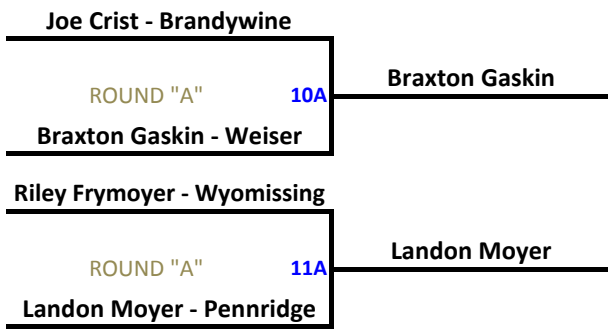 Joe Crist - Brandywine
Braxton Gaskin
ROUND "A" 10A
Braxton Gaskin - Weiser
Riley Frymoyer - Wyomissing
Landon Moyer
ROUND "A" 11A
Landon Moyer - Pennridge